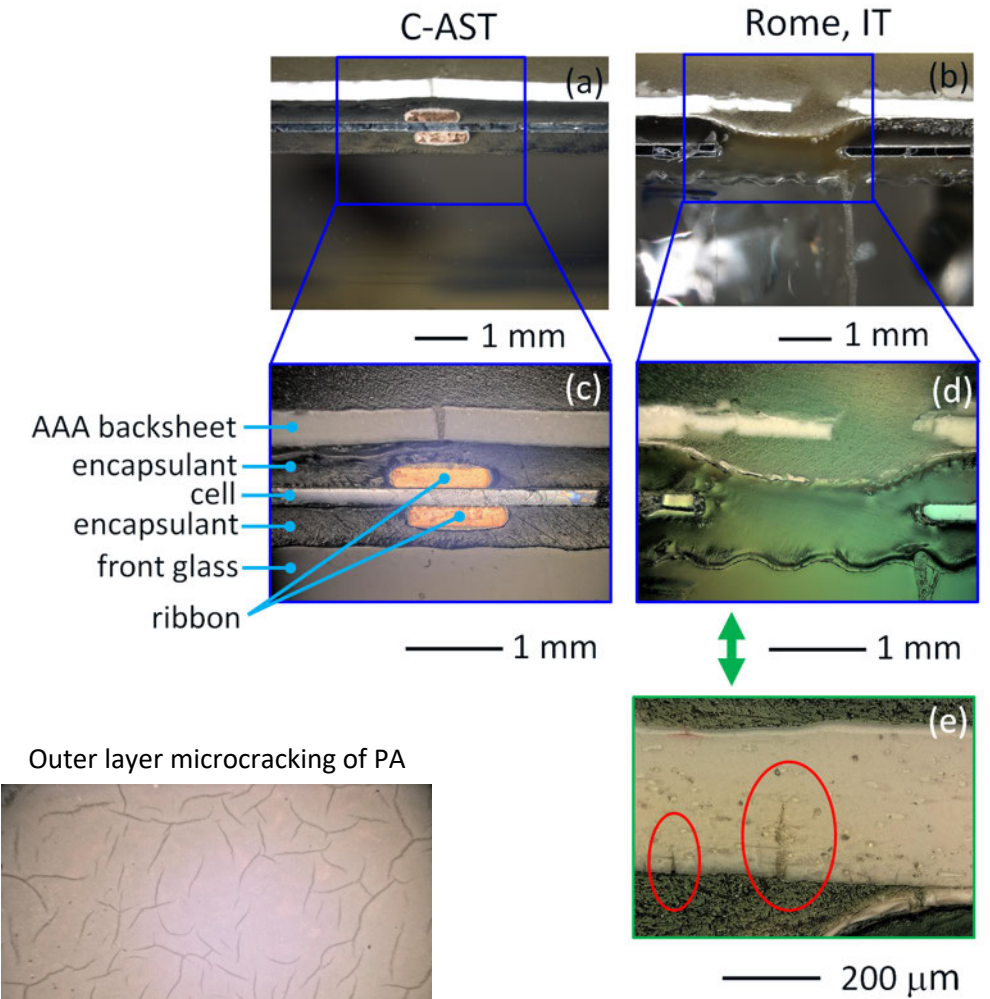 C-AST
Rome, IT
(a)
(b)
1 mm
1 mm
(c)
(d)
AAA backsheet
encapsulant
cell
encapsulant
front glass
ribbon
1 mm
1 mm
(e)
Outer layer microcracking of PA
200 μm